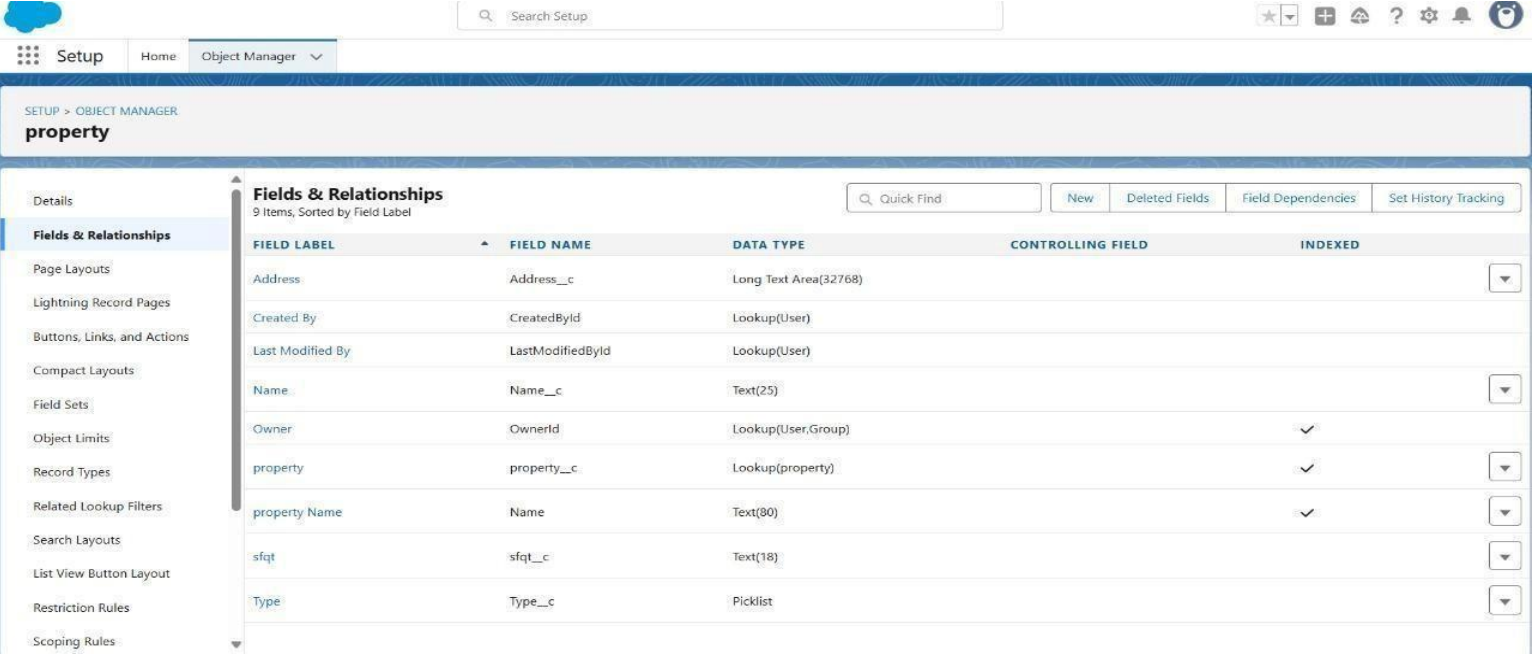 Search Setup
Setup
Home
Object Manager
SETUP > OBJECT MANAGER
property
Details
Fields & Relationships
Page Layouts
Lightning Record Pages
Buttons, Links, and Actions
Compact Layouts
Field Sets
Object Limits
Record Types
Related Lookup Filters
Search Layouts
List View Button Layout
Restriction Rules
Scoping Rules
Fields & Relationships
9 Items, Sorted by Field Label
Quick Find
New
Deleted Fields
Field Dependencies
Set History Tracking
FIELD LABEL FIELD NAME DATA TYPE CONTROLLING FIELD INDEXED
Address Address__c Long Text Area(32768)
Created By CreatedById Lookup(User)
Last Modified By LastModifiedById Lookup(User)
Name Name__c Text(25)
Owner OwnerId Lookup(User,Group)
property property__c Lookup(property)
property Name Name Text(80)
sfqt sfqt__c Text(18)
Type Type__c Picklist